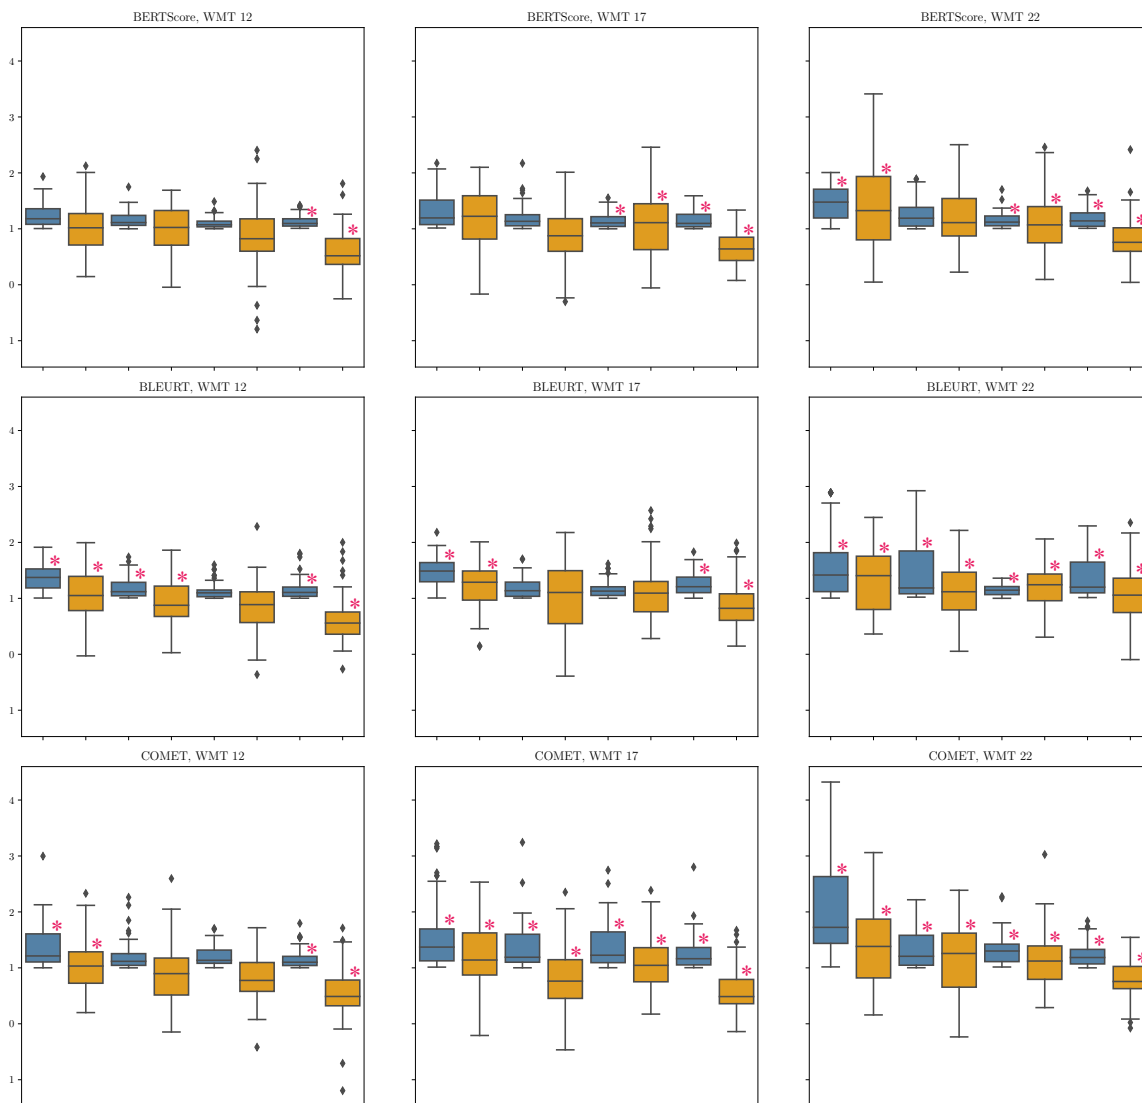 BERTScore, WMT 12
BERTScore, WMT 17
BERTScore, WMT 22
4
3
2
1
0
1
BLEURT, WMT 12
BLEURT, WMT 17
BLEURT, WMT 22
4
3
2
1
0
1
COMET, WMT 12
COMET, WMT 17
COMET, WMT 22
4
3
2
1
0
1